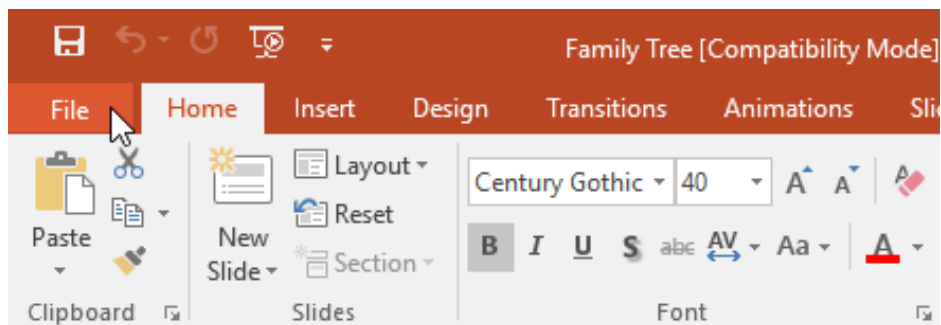 Family Tree [Compatibility Mode]
File Home Insert Design Transitions Animations
Layout
Century Gothic 40 A A A
Reset
Paste New B I U S abc AV Aa A
Slide Section
Clipboard Slides Font